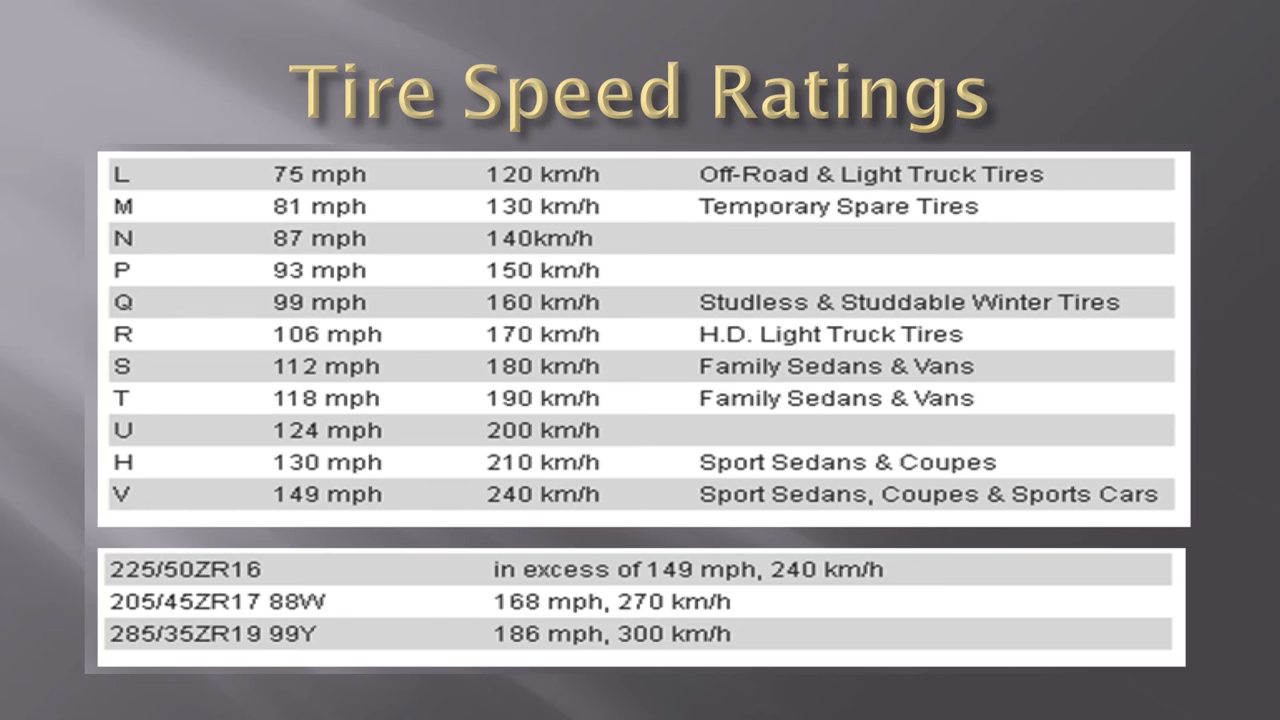 Tire Speed Ratings
L 75 mph 120 km/h Off-Road & Light Truck Tires
M 81 mph 130 km/h Temporary Spare Tires
N 87 mph 140km/h
P 93 mph 150 km/h
Q 99 mph 160 km/h Studless & Studdable Winter Tires
R 106 mph 170 km/h H.D. Light Truck Tires
S 112 mph 180 km/h Family Sedans & Vans
T 118 mph 190 km/h Family Sedans & Vans
U 124 mph 200 km/h
H 130 mph 210 km/h Sport Sedans & Coupes
V 149 mph 240 km/h Sport Sedans, Coupes & Sports Cars
225/50ZR16 in excess of 149 mph, 240 km/h
205/45ZR17 88W 168 mph, 270 km/h
285/35ZR19 99Y 186 mph, 300 km/h